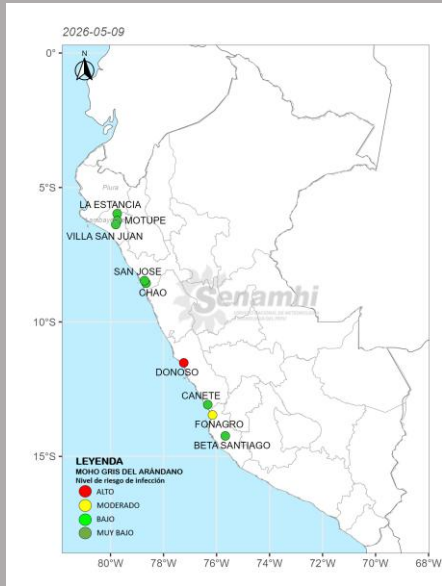 2026-05-09
N
0°
5°S
10°S
15°S
Piura
LA ESTANCIA
MOTUPE
VILLA SAN JUAN
SAN JOSE
CHAO
Senamhi
DONOSO
CANETE
FONAGRO
BETA SANTIAGO
LEYENDA
MOHO GRIS DEL ARÁNDANO
Nivel de riesgo de infección
ALTO
MODERADO
BAJO
MUY BAJO
80°W 78°W 76°W 74°W 72°W 70°W 68°W